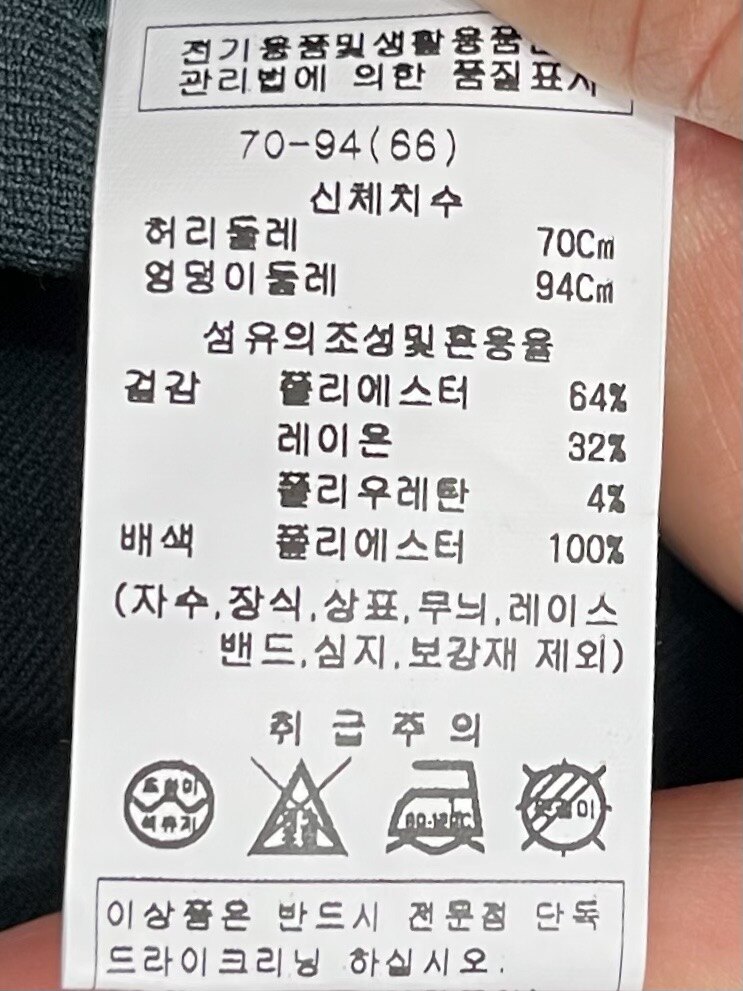 전기용품및생활용품
관리법에 의한 품질표시
70-94(66)
신체치수
허리둘레 70Cm
엉덩이둘레 94Cm
섬유의조성및혼용율
겉감 폴리에스터 64%
레이온 32%
폴리우레탄 4%
배색 폴리에스터 100%
(자수,장식,상표,무늬,레이스
밴드,심지,보강재 제외)
취급주의
드라이
석유계
옷걸이
이상품은 반드시 전문점 단독
드라이크리닝 하십시오.